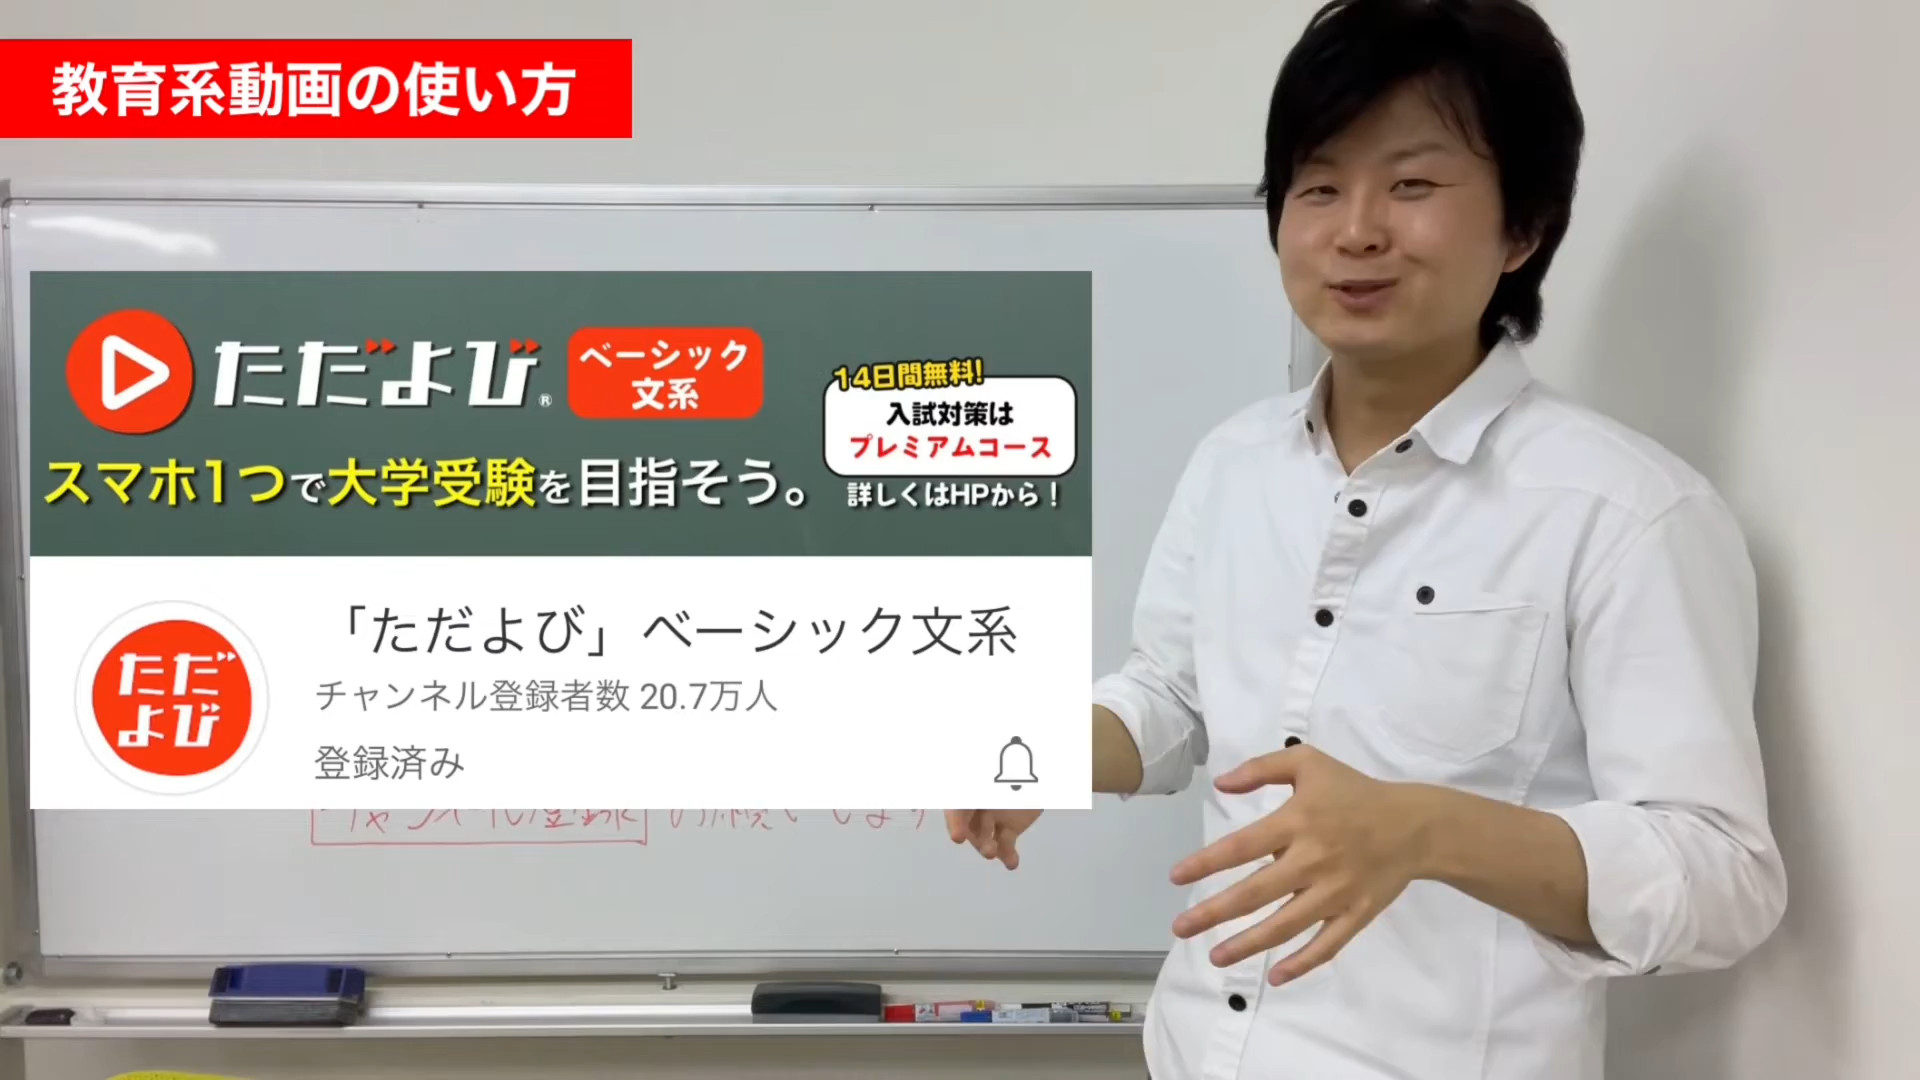 教育系動画の使い方
ただよび®
ベーシック
文系
14日間無料!
入試対策は
プレミアムコース
スマホ1つで大学受験を目指そう。
詳しくはHPから!
「ただよび」ベーシック文系
ただ
よび
チャンネル登録者数 20.7万人
登録済み